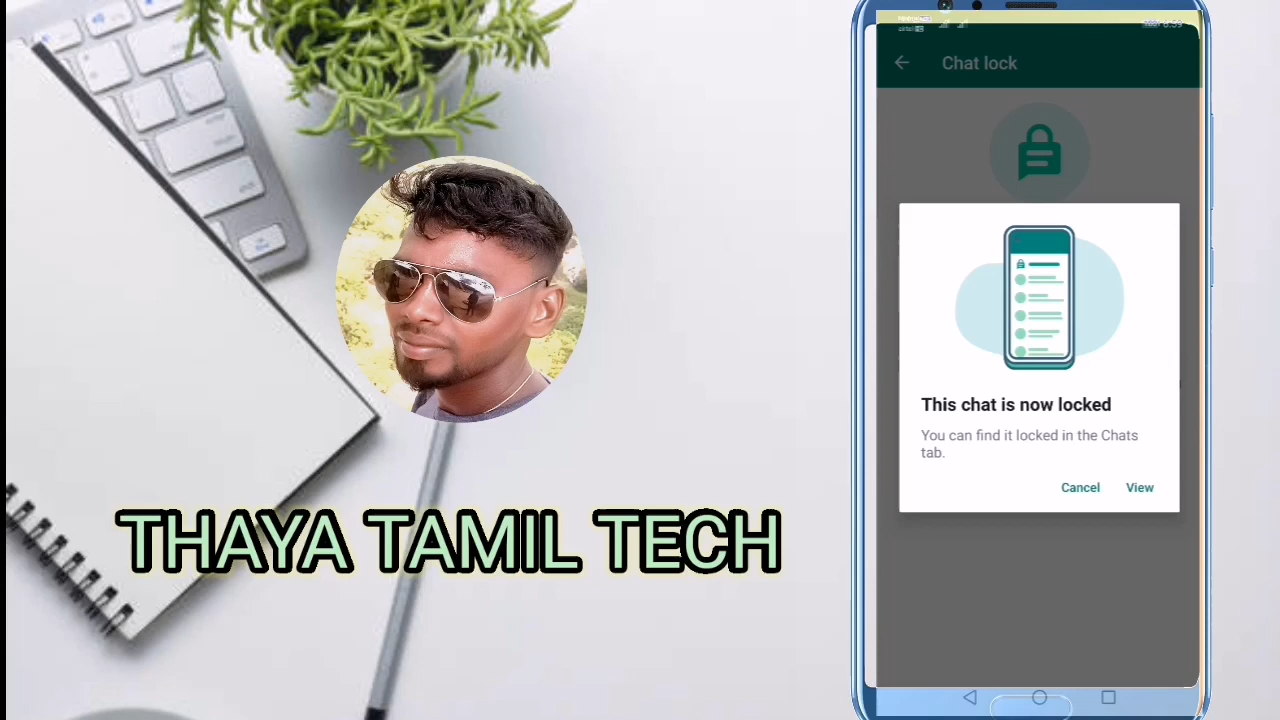 THAYA TAMIL TECH
Chat lock
This chat is now locked
You can find it locked in the Chats
tab.
Cancel View